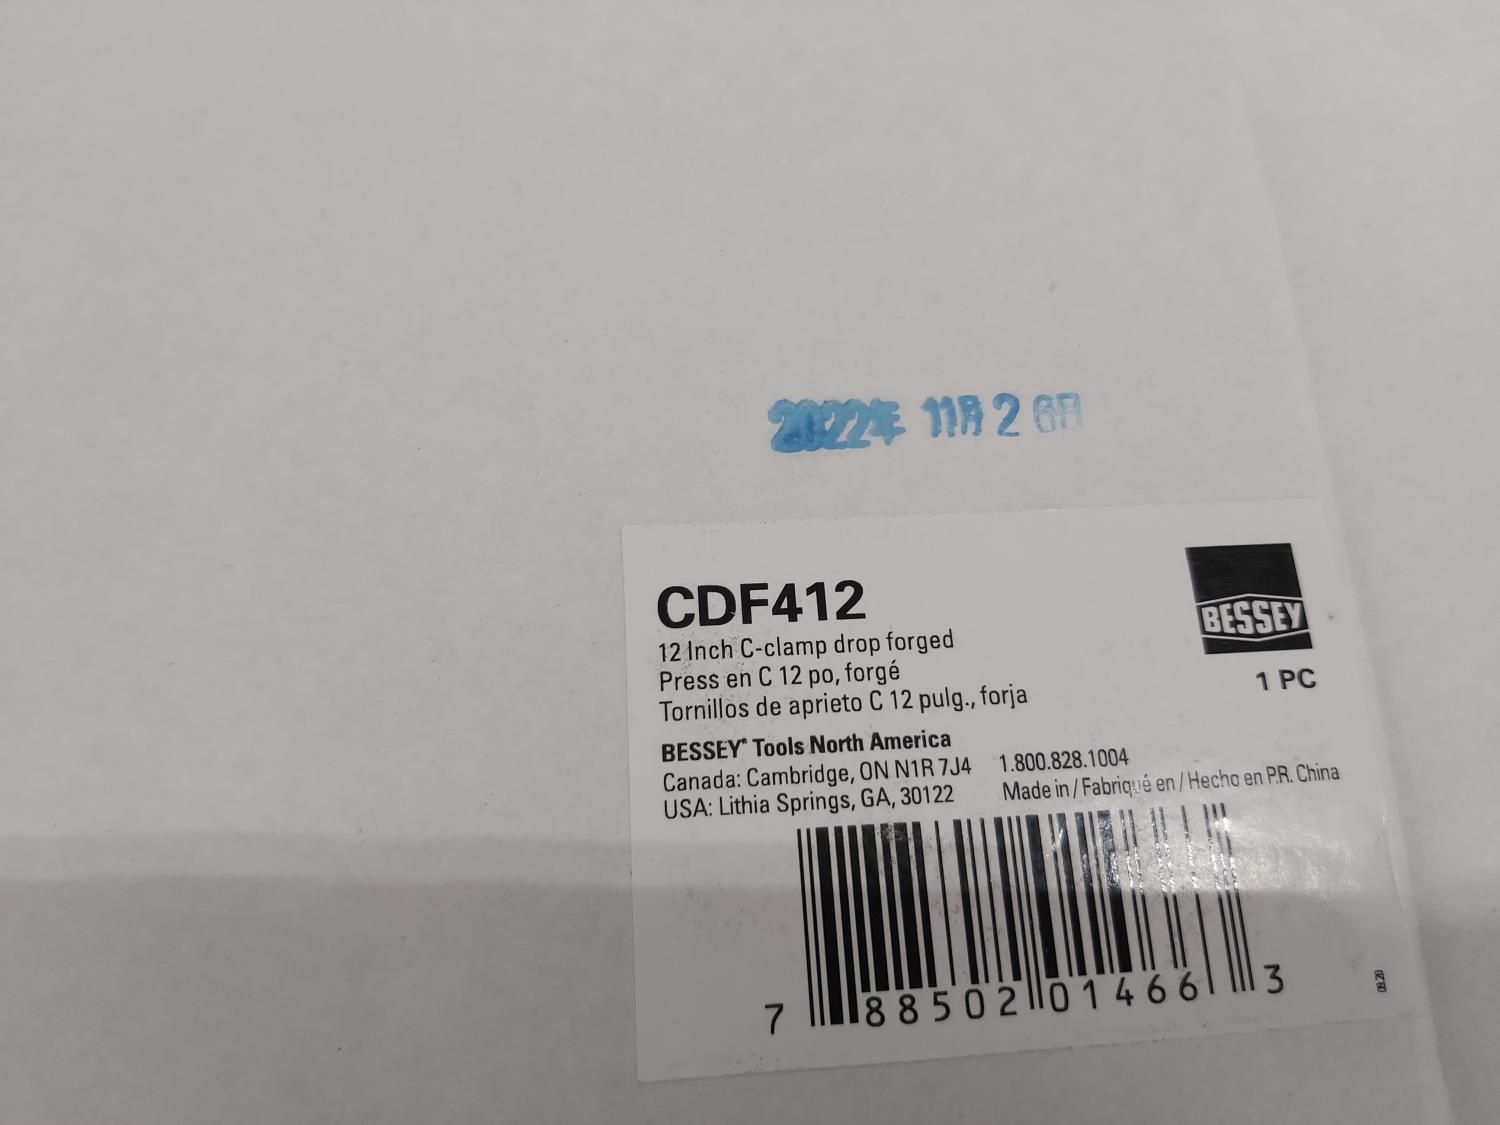 2022年 11月 2 6日
CDF412
12 Inch C-clamp drop forged
Press en C 12 po, forgé
Tornillos de aprieto C 12 pulg., forja
BESSEY
1 PC
BESSEY® Tools North America
Canada: Cambridge, ON N1R 7J4 1.800.828.1004
USA: Lithia Springs, GA, 30122 Made in / Fabriqué en / Hecho en P.R. China
7 88502 01466 3